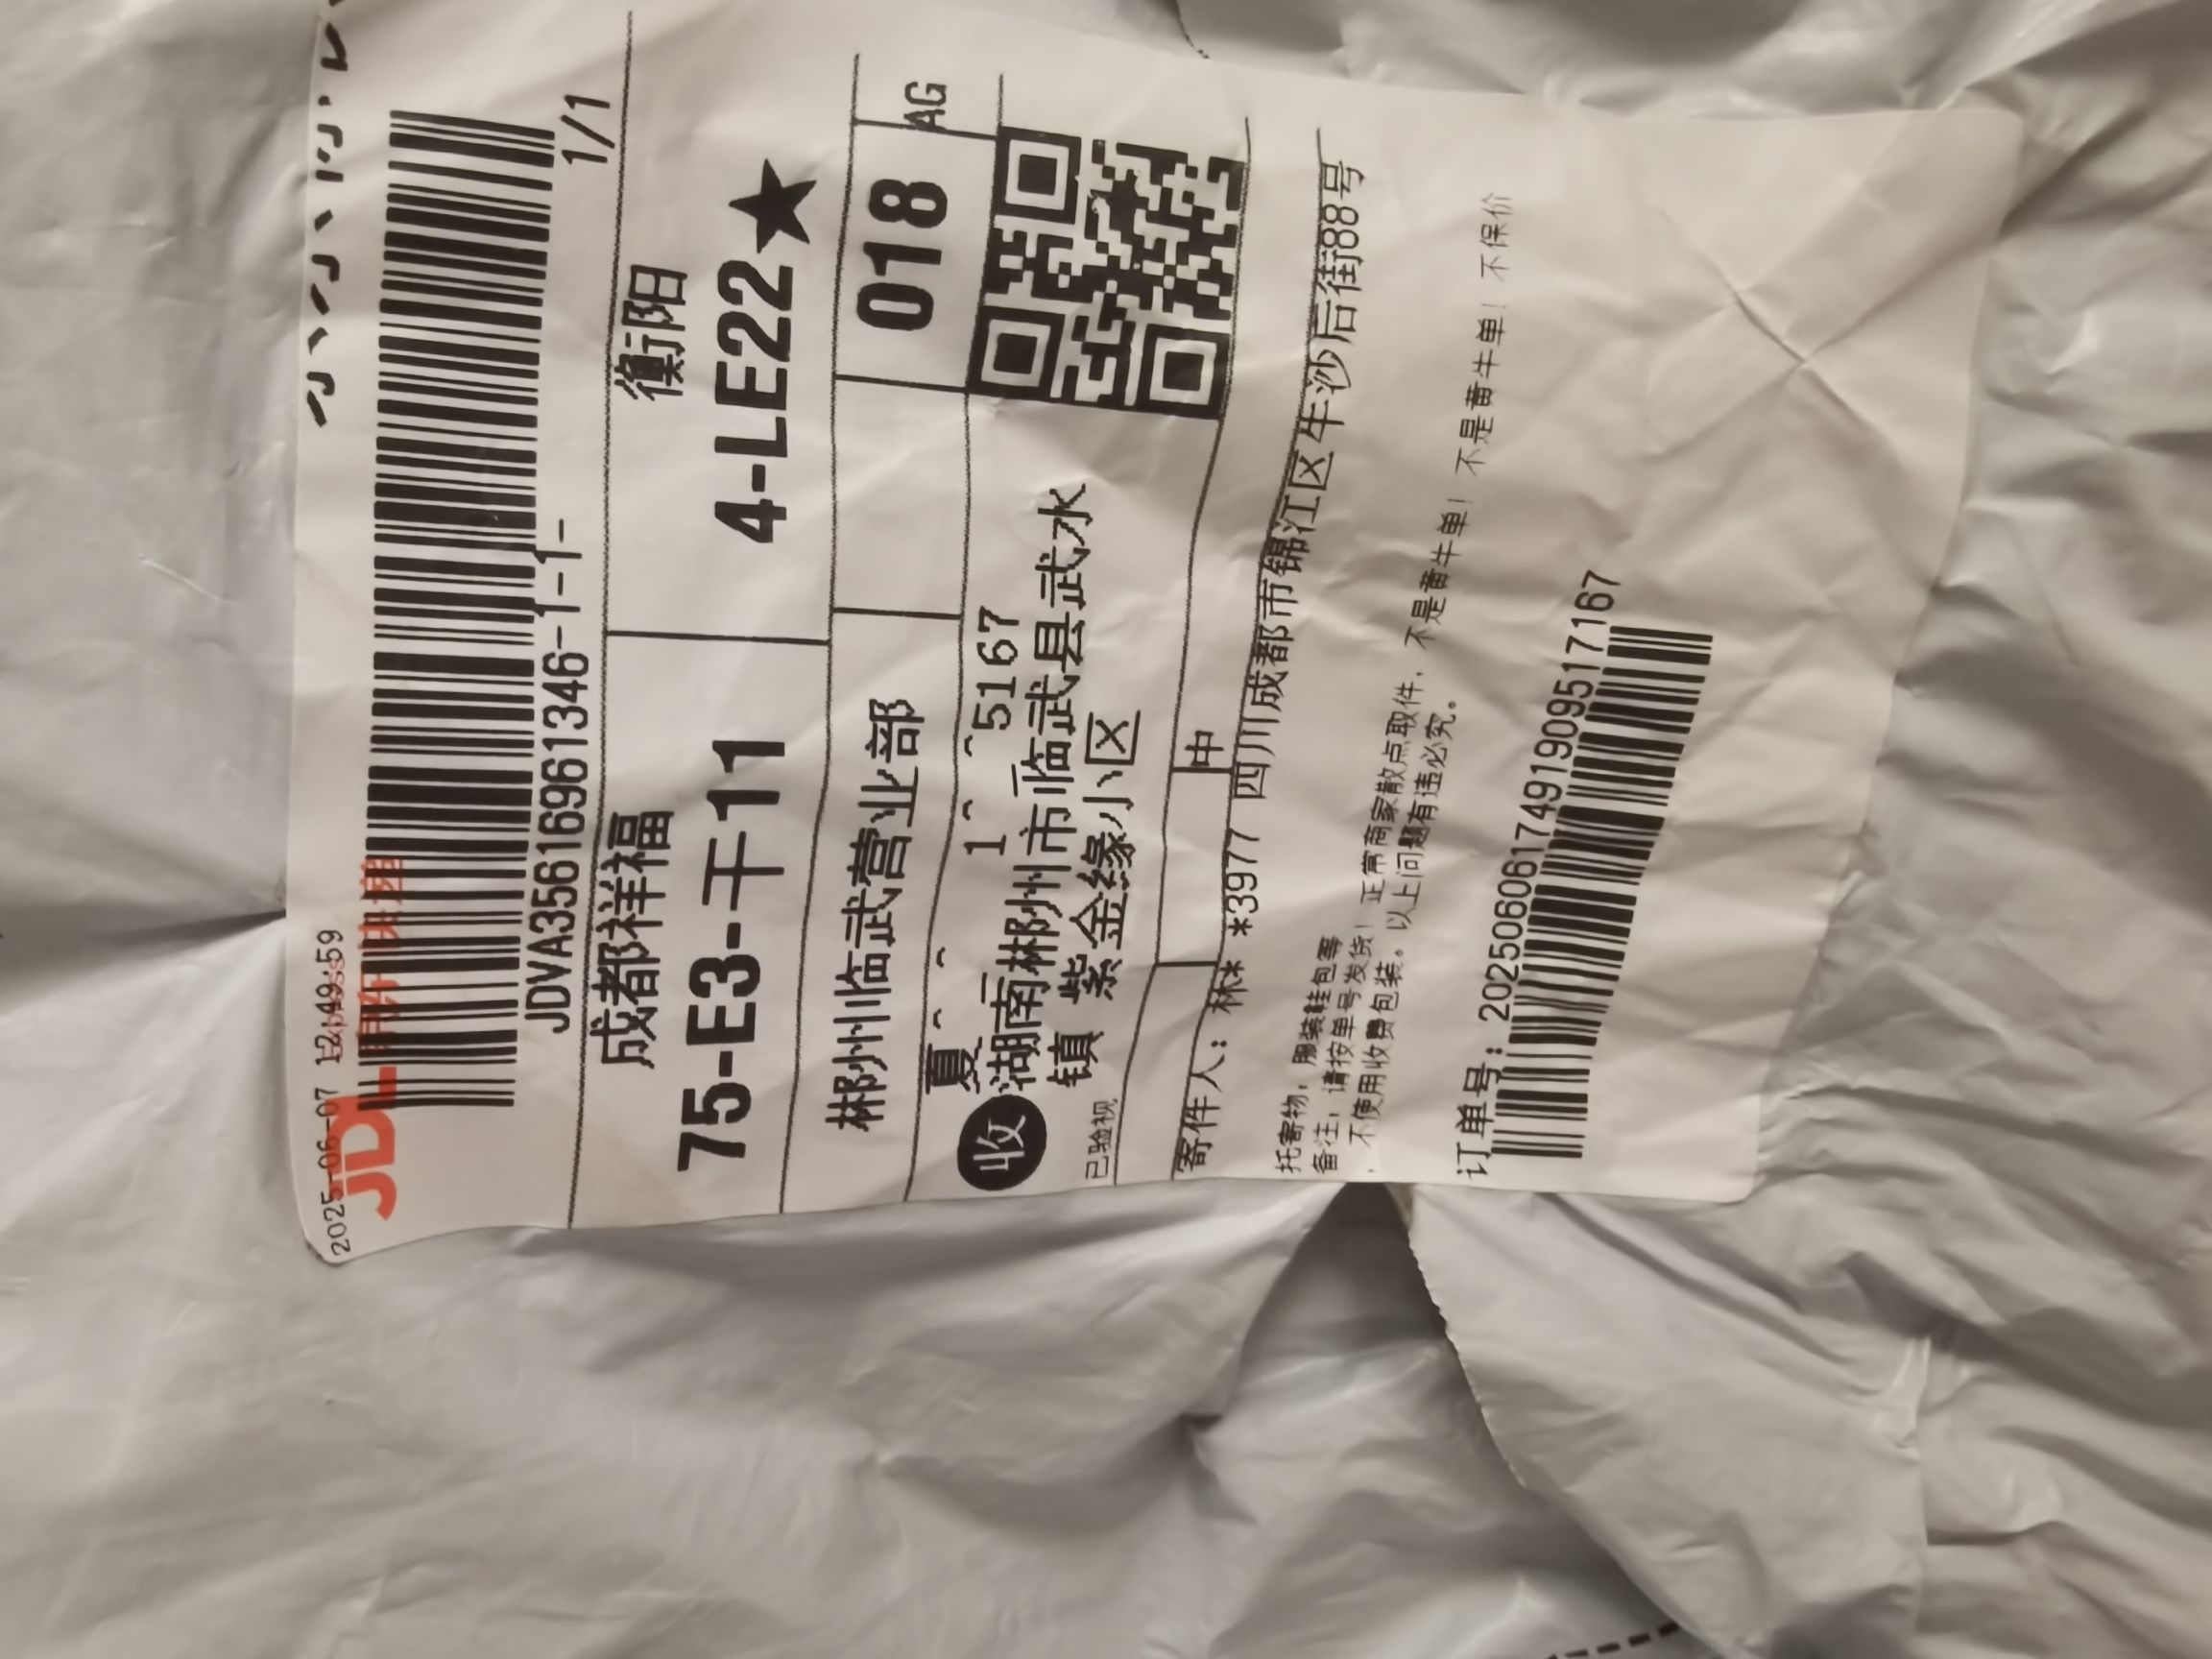 2025-06-07 12:49:59
JDL
JDVA35616961346-1-1-
1/1
成都祥福
衡阳
75-E3-干11
4-LE22★
郴州临武营业部
018
AG
收
夏^^ 1^^5167
湖南郴州市临武县武水
镇 紫金缘小区
已验视
中
寄件人：林* *3977 四川成都市锦江区牛沙后街88号
托寄物：服装鞋包等
备注：请按单号发货！正常商家散点取件，不是黄牛单！不是黄牛单！不保价
，不使用收费包装。以上问题有违必究。
订单号：20250606174919095171​67